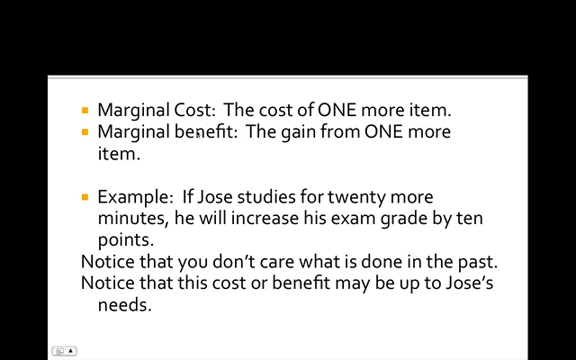 Marginal Cost: The cost of ONE more item.
Marginal benefit: The gain from ONE more
item.
Example: If Jose studies for twenty more
minutes, he will increase his exam grade by ten
points.
Notice that you don't care what is done in the past.
Notice that this cost or benefit may be up to Jose's
needs.